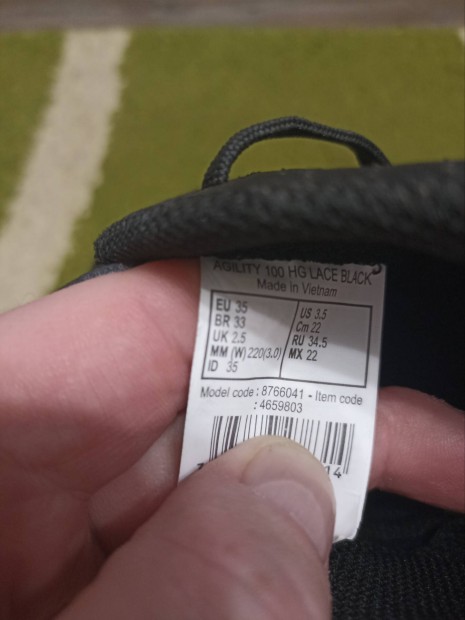 AGILITY 100 HG LACE BLACK
Made in Vietnam
EU 35
BR 33
UK 2.5
MM (W) 220(3.0)
ID 35
US 3.5
Cm 22
RU 34.5
MX 22
Model code : 8766041 - Item code
: 4659803
14